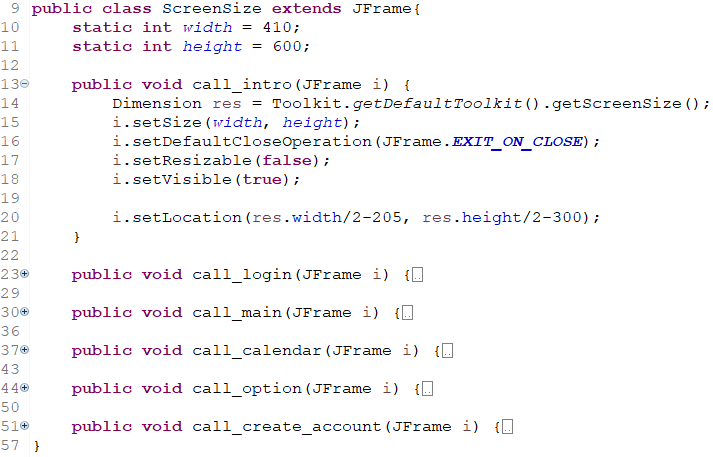 9 public class ScreenSize extends JFrame{
10 static int width = 410;
11 static int height = 600;
12
13 public void call_intro(JFrame i) {
14 Dimension res = Toolkit.getDefaultToolkit().getScreenSize();
15 i.setSize(width, height);
16 i.setDefaultCloseOperation(JFrame.EXIT_ON_CLOSE);
17 i.setResizable(false);
18 i.setVisible(true);
19
20 i.setLocation(res.width/2-205, res.height/2-300);
21 }
22
23 public void call_login(JFrame i) {..
29
30 public void call_main(JFrame i) {..
36
37 public void call_calendar(JFrame i) {..
43
44 public void call_option(JFrame i) {..
50
51 public void call_create_account(JFrame i) {..
57 }